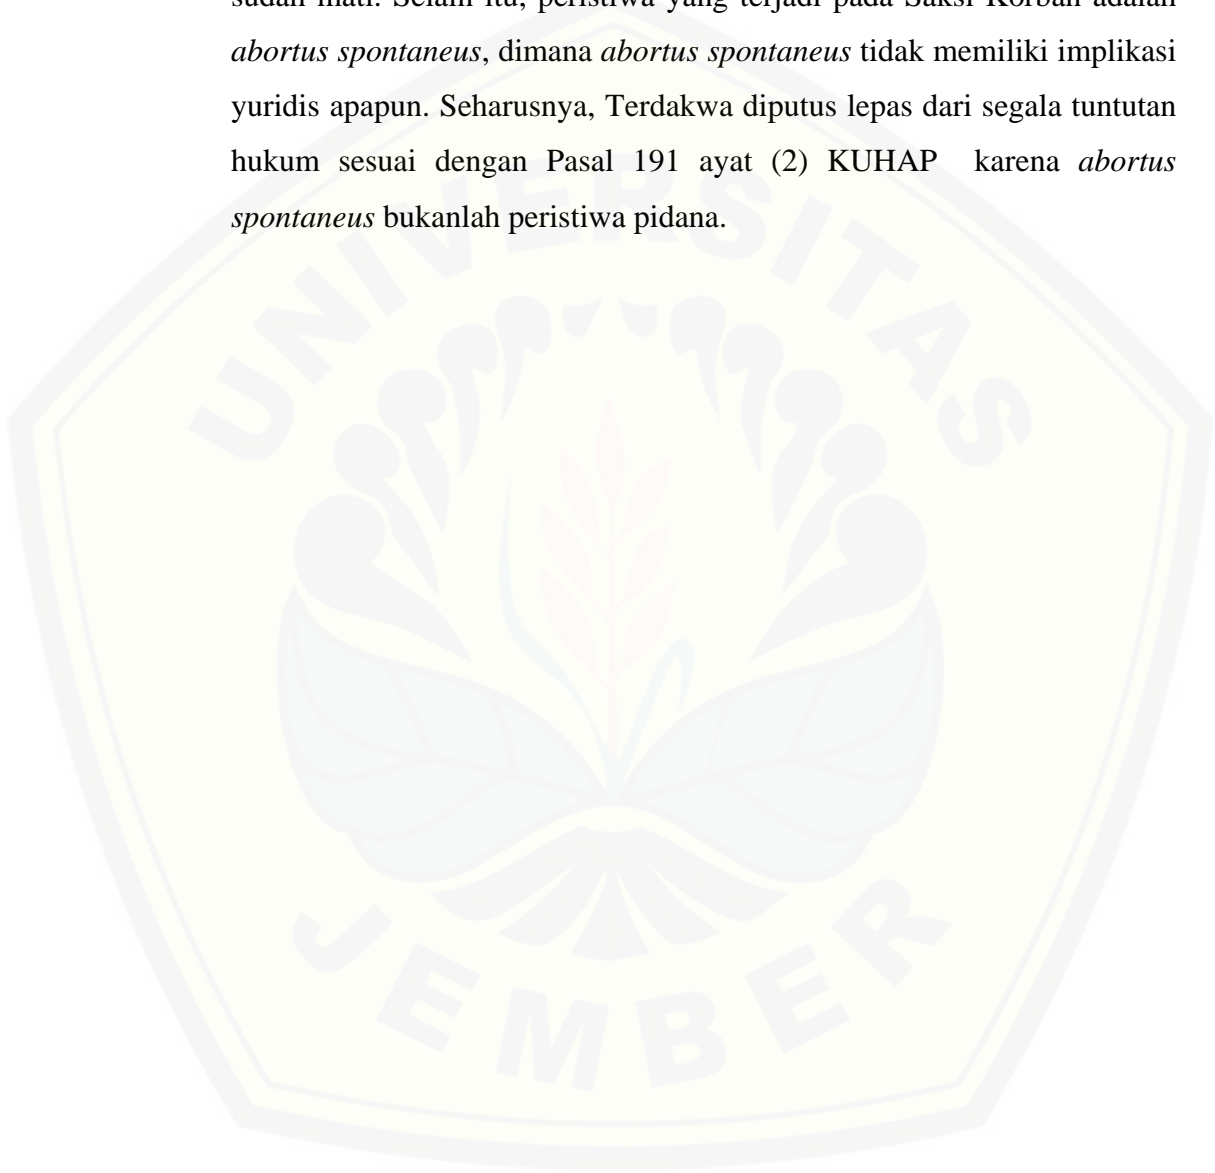 sudah mati. Selain itu, peristiwa yang terjadi pada Saksi Korban adalah
abortus spontaneus, dimana abortus spontaneus tidak memiliki implikasi
yuridis apapun. Seharusnya, Terdakwa diputus lepas dari segala tuntutan
hukum sesuai dengan Pasal 191 ayat (2) KUHAP karena abortus
spontaneus bukanlah peristiwa pidana.
UNIVERSITAS
JEMBER